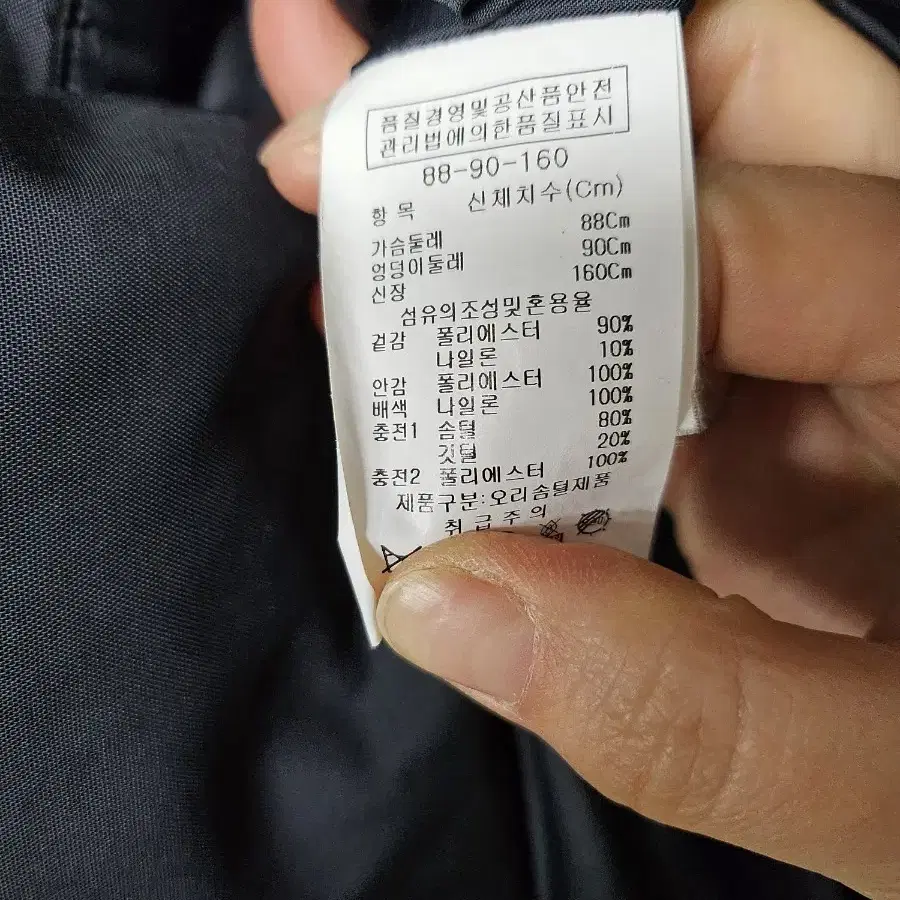 품질경영및공산품안전
관리법에의한품질표시
88-90-160
항 목 신체치수(Cm)
가슴둘레 88Cm
엉덩이둘레 90Cm
신장 160Cm
섬유의조성및혼용율
겉감 폴리에스터 90%
나일론 10%
안감 폴리에스터 100%
배색 나일론 100%
충전1 솜털 80%
깃털 20%
충전2 폴리에스터 100%
제품구분:오리솜털제품
취 급 주 의